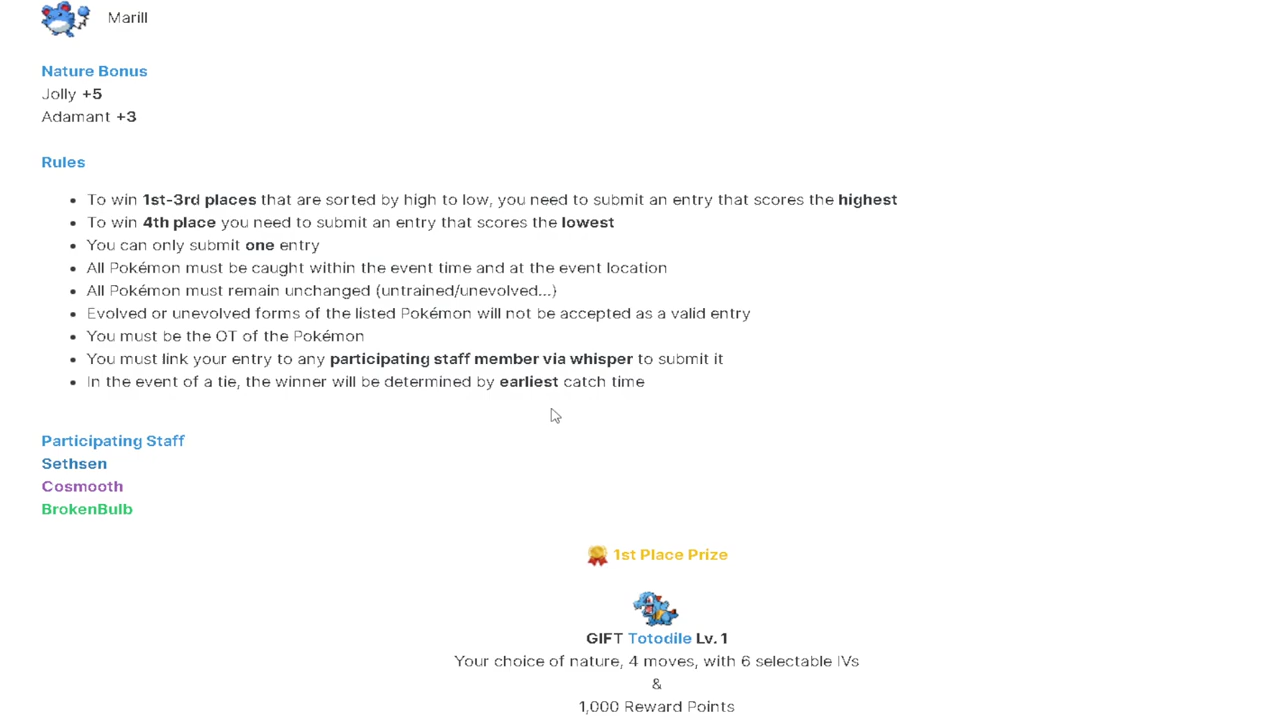 Marill
Nature Bonus
Jolly +5
Adamant +3
Rules
• To win 1st-3rd places that are sorted by high to low, you need to submit an entry that scores the highest
• To win 4th place you need to submit an entry that scores the lowest
• You can only submit one entry
• All Pokémon must be caught within the event time and at the event location
• All Pokémon must remain unchanged (untrained/unevolved...)
• Evolved or unevolved forms of the listed Pokémon will not be accepted as a valid entry
• You must be the OT of the Pokémon
• You must link your entry to any participating staff member via whisper to submit it
• In the event of a tie, the winner will be determined by earliest catch time
Participating Staff
Sethsen
Cosmooth
BrokenBulb
1st Place Prize
GIFT Totodile Lv. 1
Your choice of nature, 4 moves, with 6 selectable IVs
&
1,000 Reward Points